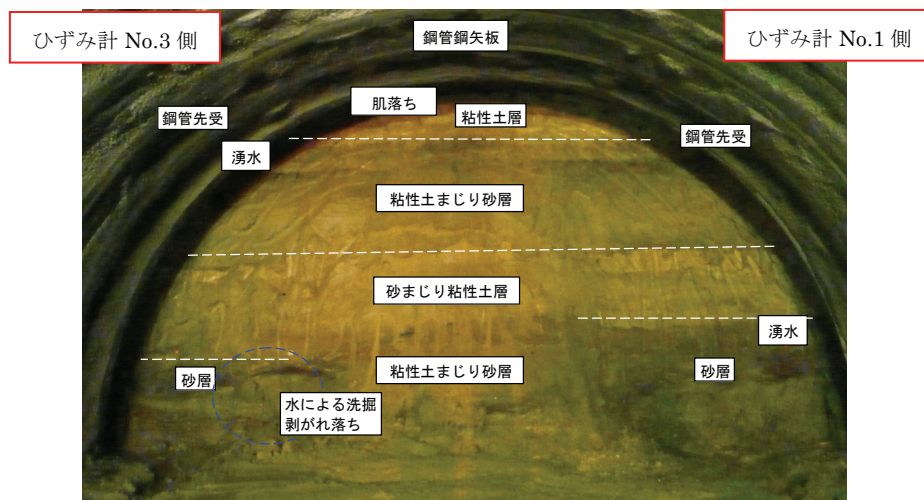 ひずみ計 No.3 側
鋼管鋼矢板
ひずみ計 No.1 側
肌落ち
粘性土層
鋼管先受
鋼管先受
湧水
粘性土まじり砂層
砂まじり粘性土層
湧水
粘性土まじり砂層
砂層
砂層
水による洗掘
剥がれ落ち